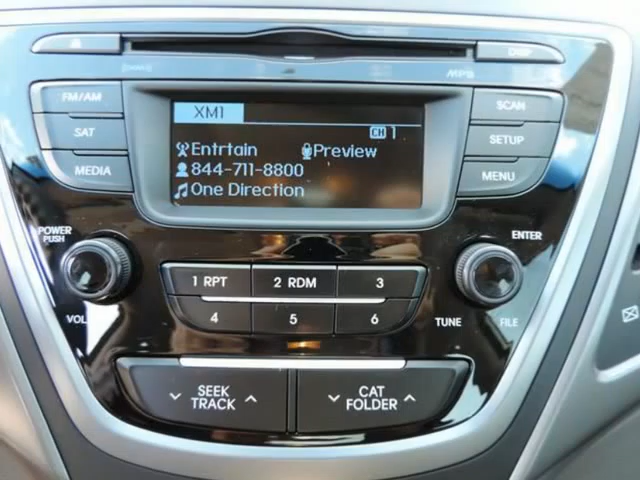 DISP
MP3
FM/AM
SAT
MEDIA
XM1
CH 1
Entrtain Preview
844-711-8800
One Direction
SCAN
SETUP
MENU
POWER
PUSH
VOL
ENTER
TUNE
FILE
1 RPT
2 RDM
3
4
5
6
SEEK
TRACK
CAT
FOLDER